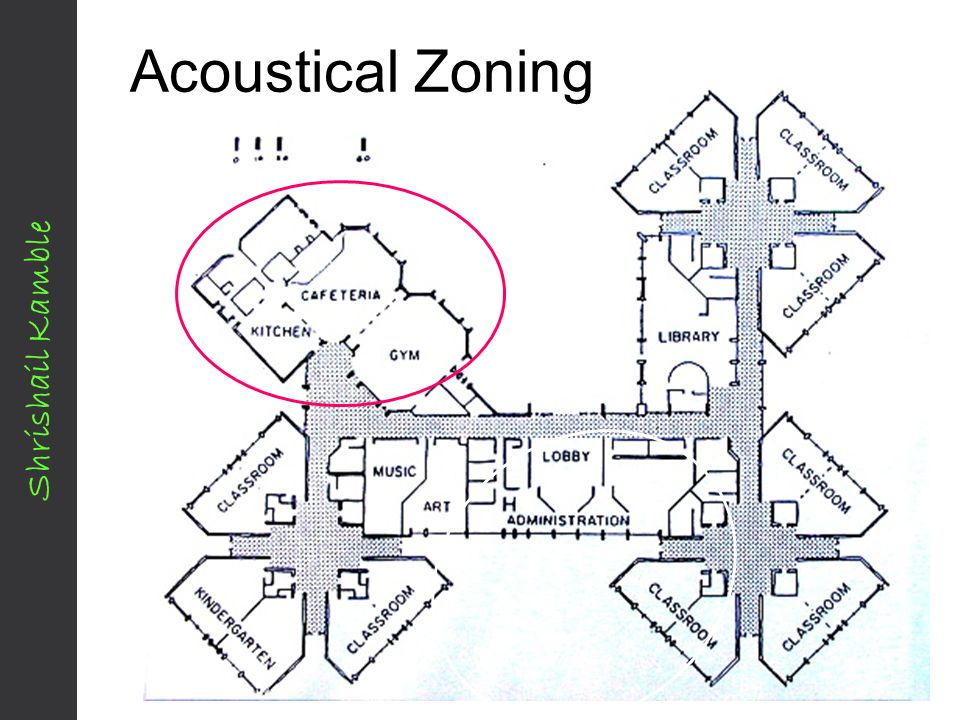 Acoustical Zoning
Shrishail Kamble
CLASSROOM
CLASSROOM
CLASSROOM
CAFETERIA
KITCHEN
GYM
LIBRARY
CLASSROOM
MUSIC
ART
LOBBY
ADMINISTRATION
CLASSROOM
KINDERGARTEN
CLASSROOM
CLASSROOM
CLASSROOM